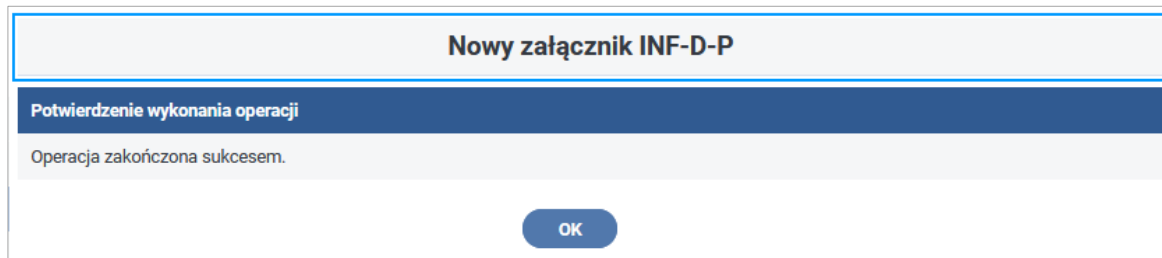 Nowy załącznik INF-D-P
Potwierdzenie wykonania operacji
Operacja zakończona sukcesem.
OK